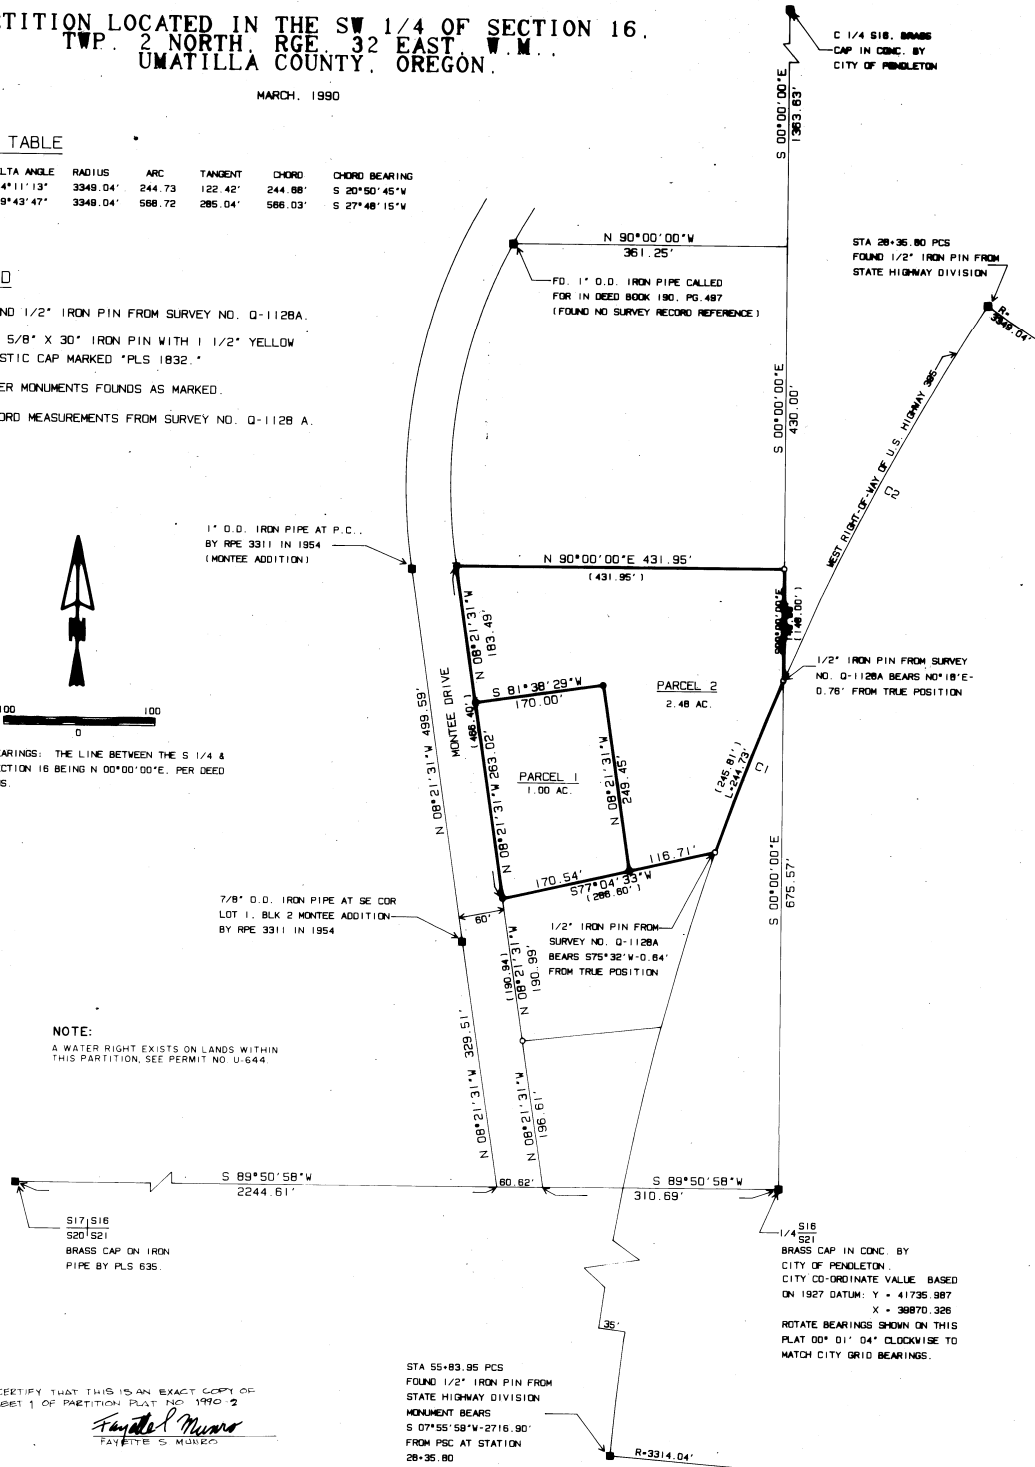 TITION LOCATED IN THE SW 1/4 OF SECTION 16,
TWP. 2 NORTH, RGE. 32 EAST, W.M.,
UMATILLA COUNTY, OREGON.
MARCH, 1990
TABLE
LTA ANGLE RADIUS ARC TANGENT CHORD CHORD BEARING
4°11'13" 3349.04' 244.73 122.42' 244.68' S 20°50'45"W
9°43'47" 3349.04' 568.72 285.04' 566.03' S 27°48'15"W
D
ND 1/2" IRON PIN FROM SURVEY NO. Q-1128A.
5/8" X 30" IRON PIN WITH 1 1/2" YELLOW
STIC CAP MARKED "PLS 1832."
ER MONUMENTS FOUNDS AS MARKED.
ORD MEASUREMENTS FROM SURVEY NO. Q-1128 A.
C 1/4 S16, BRASS
CAP IN CONC. BY
CITY OF PENDLETON
S 00°00'00"E
1363.63'
N 90°00'00"W
361.25'
FD. 1" O.D. IRON PIPE CALLED
FOR IN DEED BOOK 190, PG.497
(FOUND NO SURVEY RECORD REFERENCE)
STA 28+35.80 PCS
FOUND 1/2" IRON PIN FROM
STATE HIGHWAY DIVISION
R=
3349.04'
S 00°00'00"E
430.00'
WEST RIGHT-OF-WAY OF U.S. HIGHWAY 395
C2
1" O.D. IRON PIPE AT P.C..
BY RPE 3311 IN 1954
(MONTEE ADDITION)
N 90°00'00"E 431.95'
(431.95')
N 08°21'31"W
183.49'
(148.00')
1/2" IRON PIN FROM SURVEY
NO. Q-1128A BEARS N0°18'E-
0.76' FROM TRUE POSITION
S 81°38'29"W
170.00'
PARCEL 2
2.48 AC.
MONTEE DRIVE
N 08°21'31"W 499.59'
(466.40')
N 08°21'31"W 263.02'
PARCEL 1
1.00 AC.
N 08°21'31"W
249.45'
(245.81')
L=244.73'
C1
100 0 100
ARINGS: THE LINE BETWEEN THE S 1/4 &
CTION 16 BEING N 00°00'00"E, PER DEED
S.
170.54'
116.71'
S77°04'33"W
(286.60')
S 00°00'00"E
675.57'
7/8" O.D. IRON PIPE AT SE COR
LOT 1, BLK 2 MONTEE ADDITION
BY RPE 3311 IN 1954
60'
1/2" IRON PIN FROM
SURVEY NO. Q-1128A
BEARS S75°32'W-0.64'
FROM TRUE POSITION
(190.94')
N 08°21'31"W
190.99'
NOTE:
A WATER RIGHT EXISTS ON LANDS WITHIN
THIS PARTITION, SEE PERMIT NO. U-644.
N 08°21'31"W 329.51'
N 08°21'31"W
196.61'
S 89°50'58"W
2244.61'
60.62'
S 89°50'58"W
310.69'
S17 S16
S20 S21
BRASS CAP ON IRON
PIPE BY PLS 635.
1/4 S16
S21
BRASS CAP IN CONC. BY
CITY OF PENDLETON.
CITY CO-ORDINATE VALUE BASED
ON 1927 DATUM: Y = 41735.987
X = 39870.326
ROTATE BEARINGS SHOWN ON THIS
PLAT 00° 01' 04" CLOCKWISE TO
MATCH CITY GRID BEARINGS.
35'
STA 55+83.95 PCS
FOUND 1/2" IRON PIN FROM
STATE HIGHWAY DIVISION
MONUMENT BEARS
S 07°55'58"W-2716.90'
FROM PSC AT STATION
28+35.80
R=3314.04'
CERTIFY THAT THIS IS AN EXACT COPY OF
EET 1 OF PARTITION PLAT NO 1990-2
Fayette S Munro
FAYETTE S MUNRO